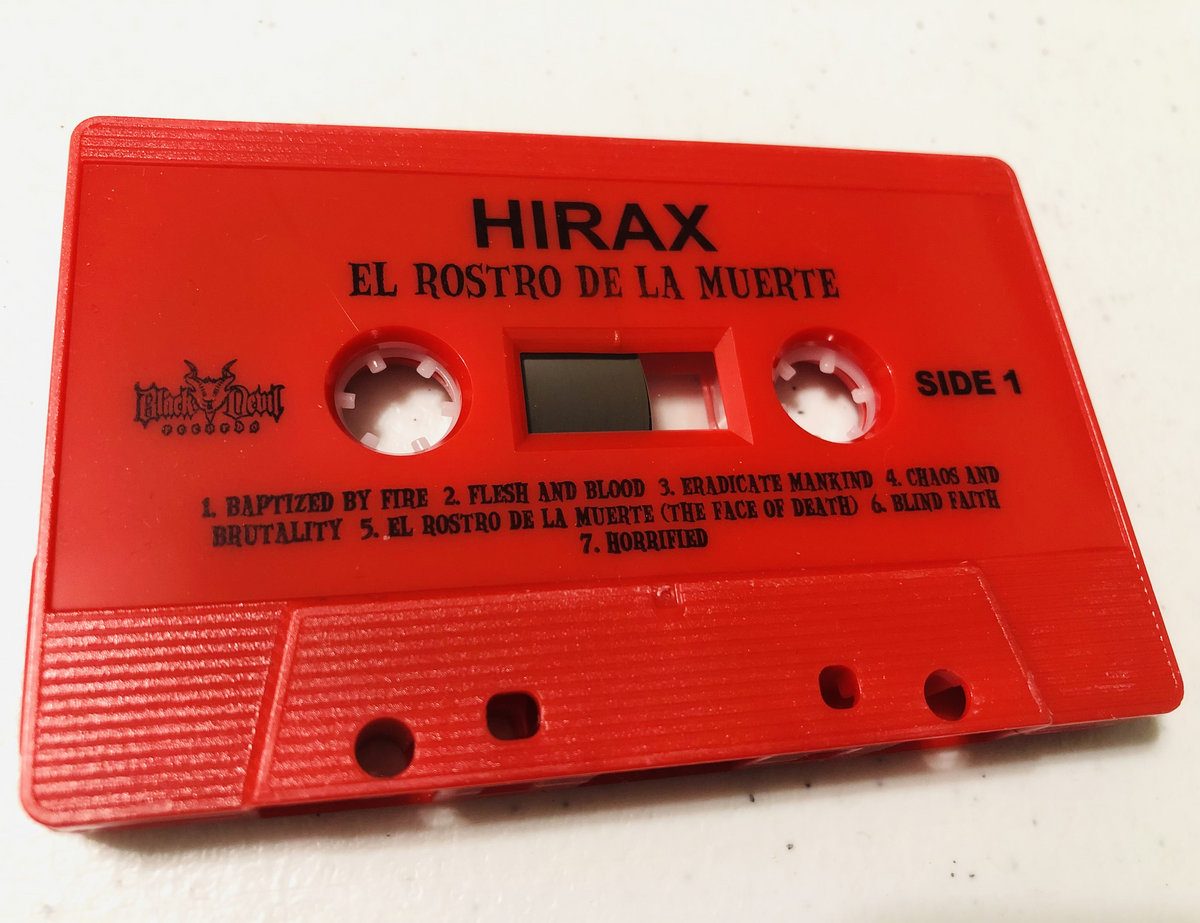 HIRAX
EL ROSTRO DE LA MUERTE
Black Devil
RECORDS
SIDE 1
1. BAPTIZED BY FIRE 2. FLESH AND BLOOD 3. ERADICATE MANKIND 4. CHAOS AND
BRUTALITY 5. EL ROSTRO DE LA MUERTE (THE FACE OF DEATH) 6. BLIND FAITH
7. HORRIFIED